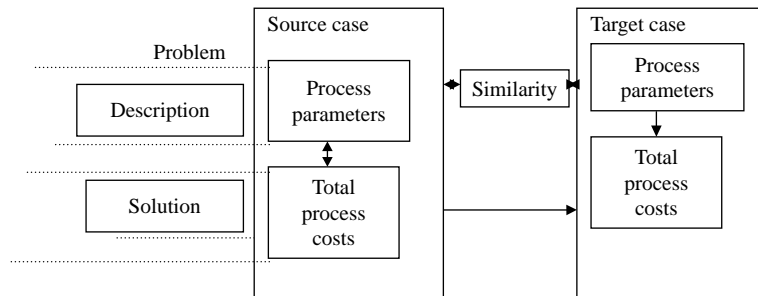 Source case
Target case
Problem
Process
parameters
Similarity
Process
parameters
Description
Total
process
costs
Total
process
costs
Solution